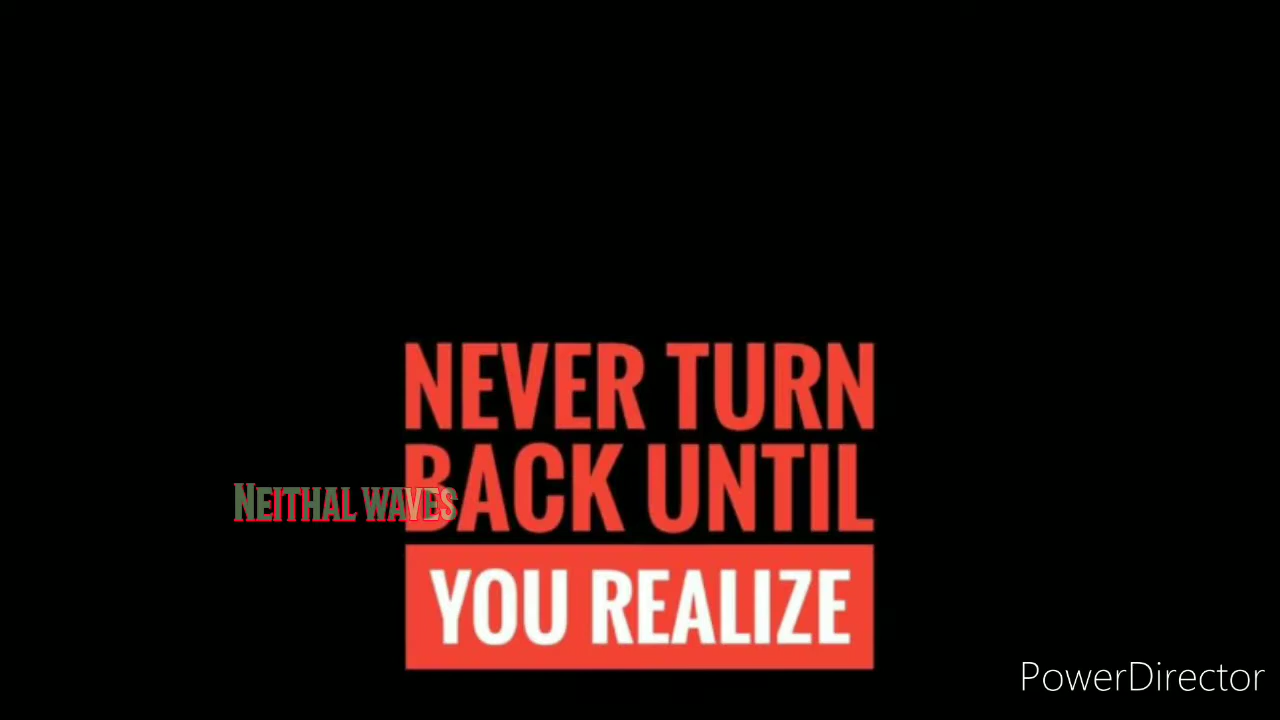 NEVER TURN
BACK UNTIL
Neithal waves
YOU REALIZE
PowerDirector